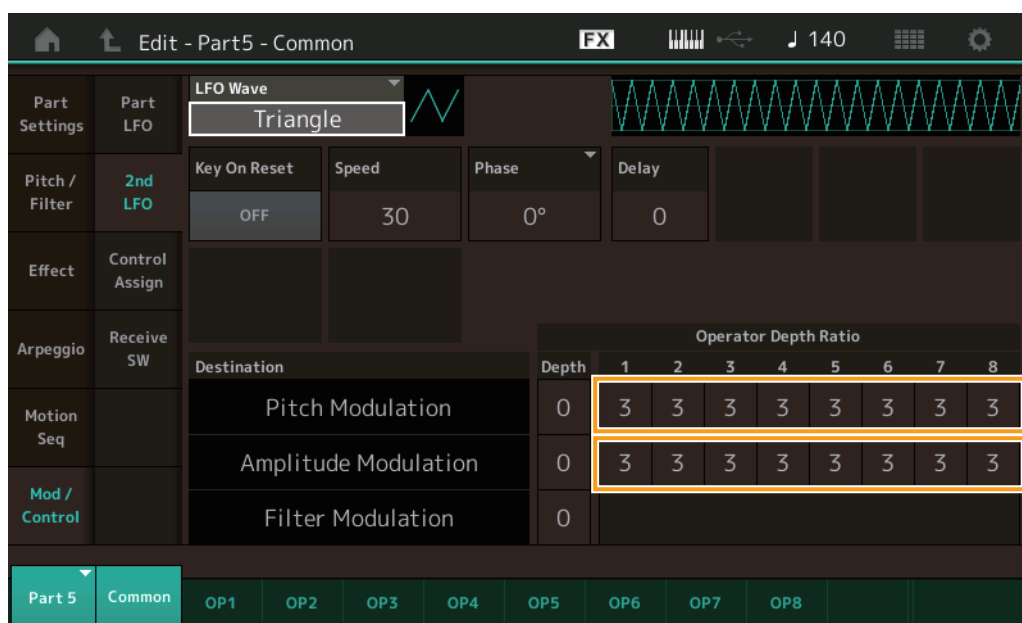 Edit - Part5 - Common
FX
♩ 140
Part
Settings
Pitch /
Filter
Effect
Arpeggio
Motion
Seq
Mod /
Control
Part
LFO
2nd
LFO
Control
Assign
Receive
SW
LFO Wave
Triangle
Key On Reset
OFF
Speed
30
Phase
0°
Delay
0
Operator Depth Ratio
Destination Depth 1 2 3 4 5 6 7 8
Pitch Modulation 0 3 3 3 3 3 3 3 3
Amplitude Modulation 0 3 3 3 3 3 3 3 3
Filter Modulation 0
Part 5 Common OP1 OP2 OP3 OP4 OP5 OP6 OP7 OP8